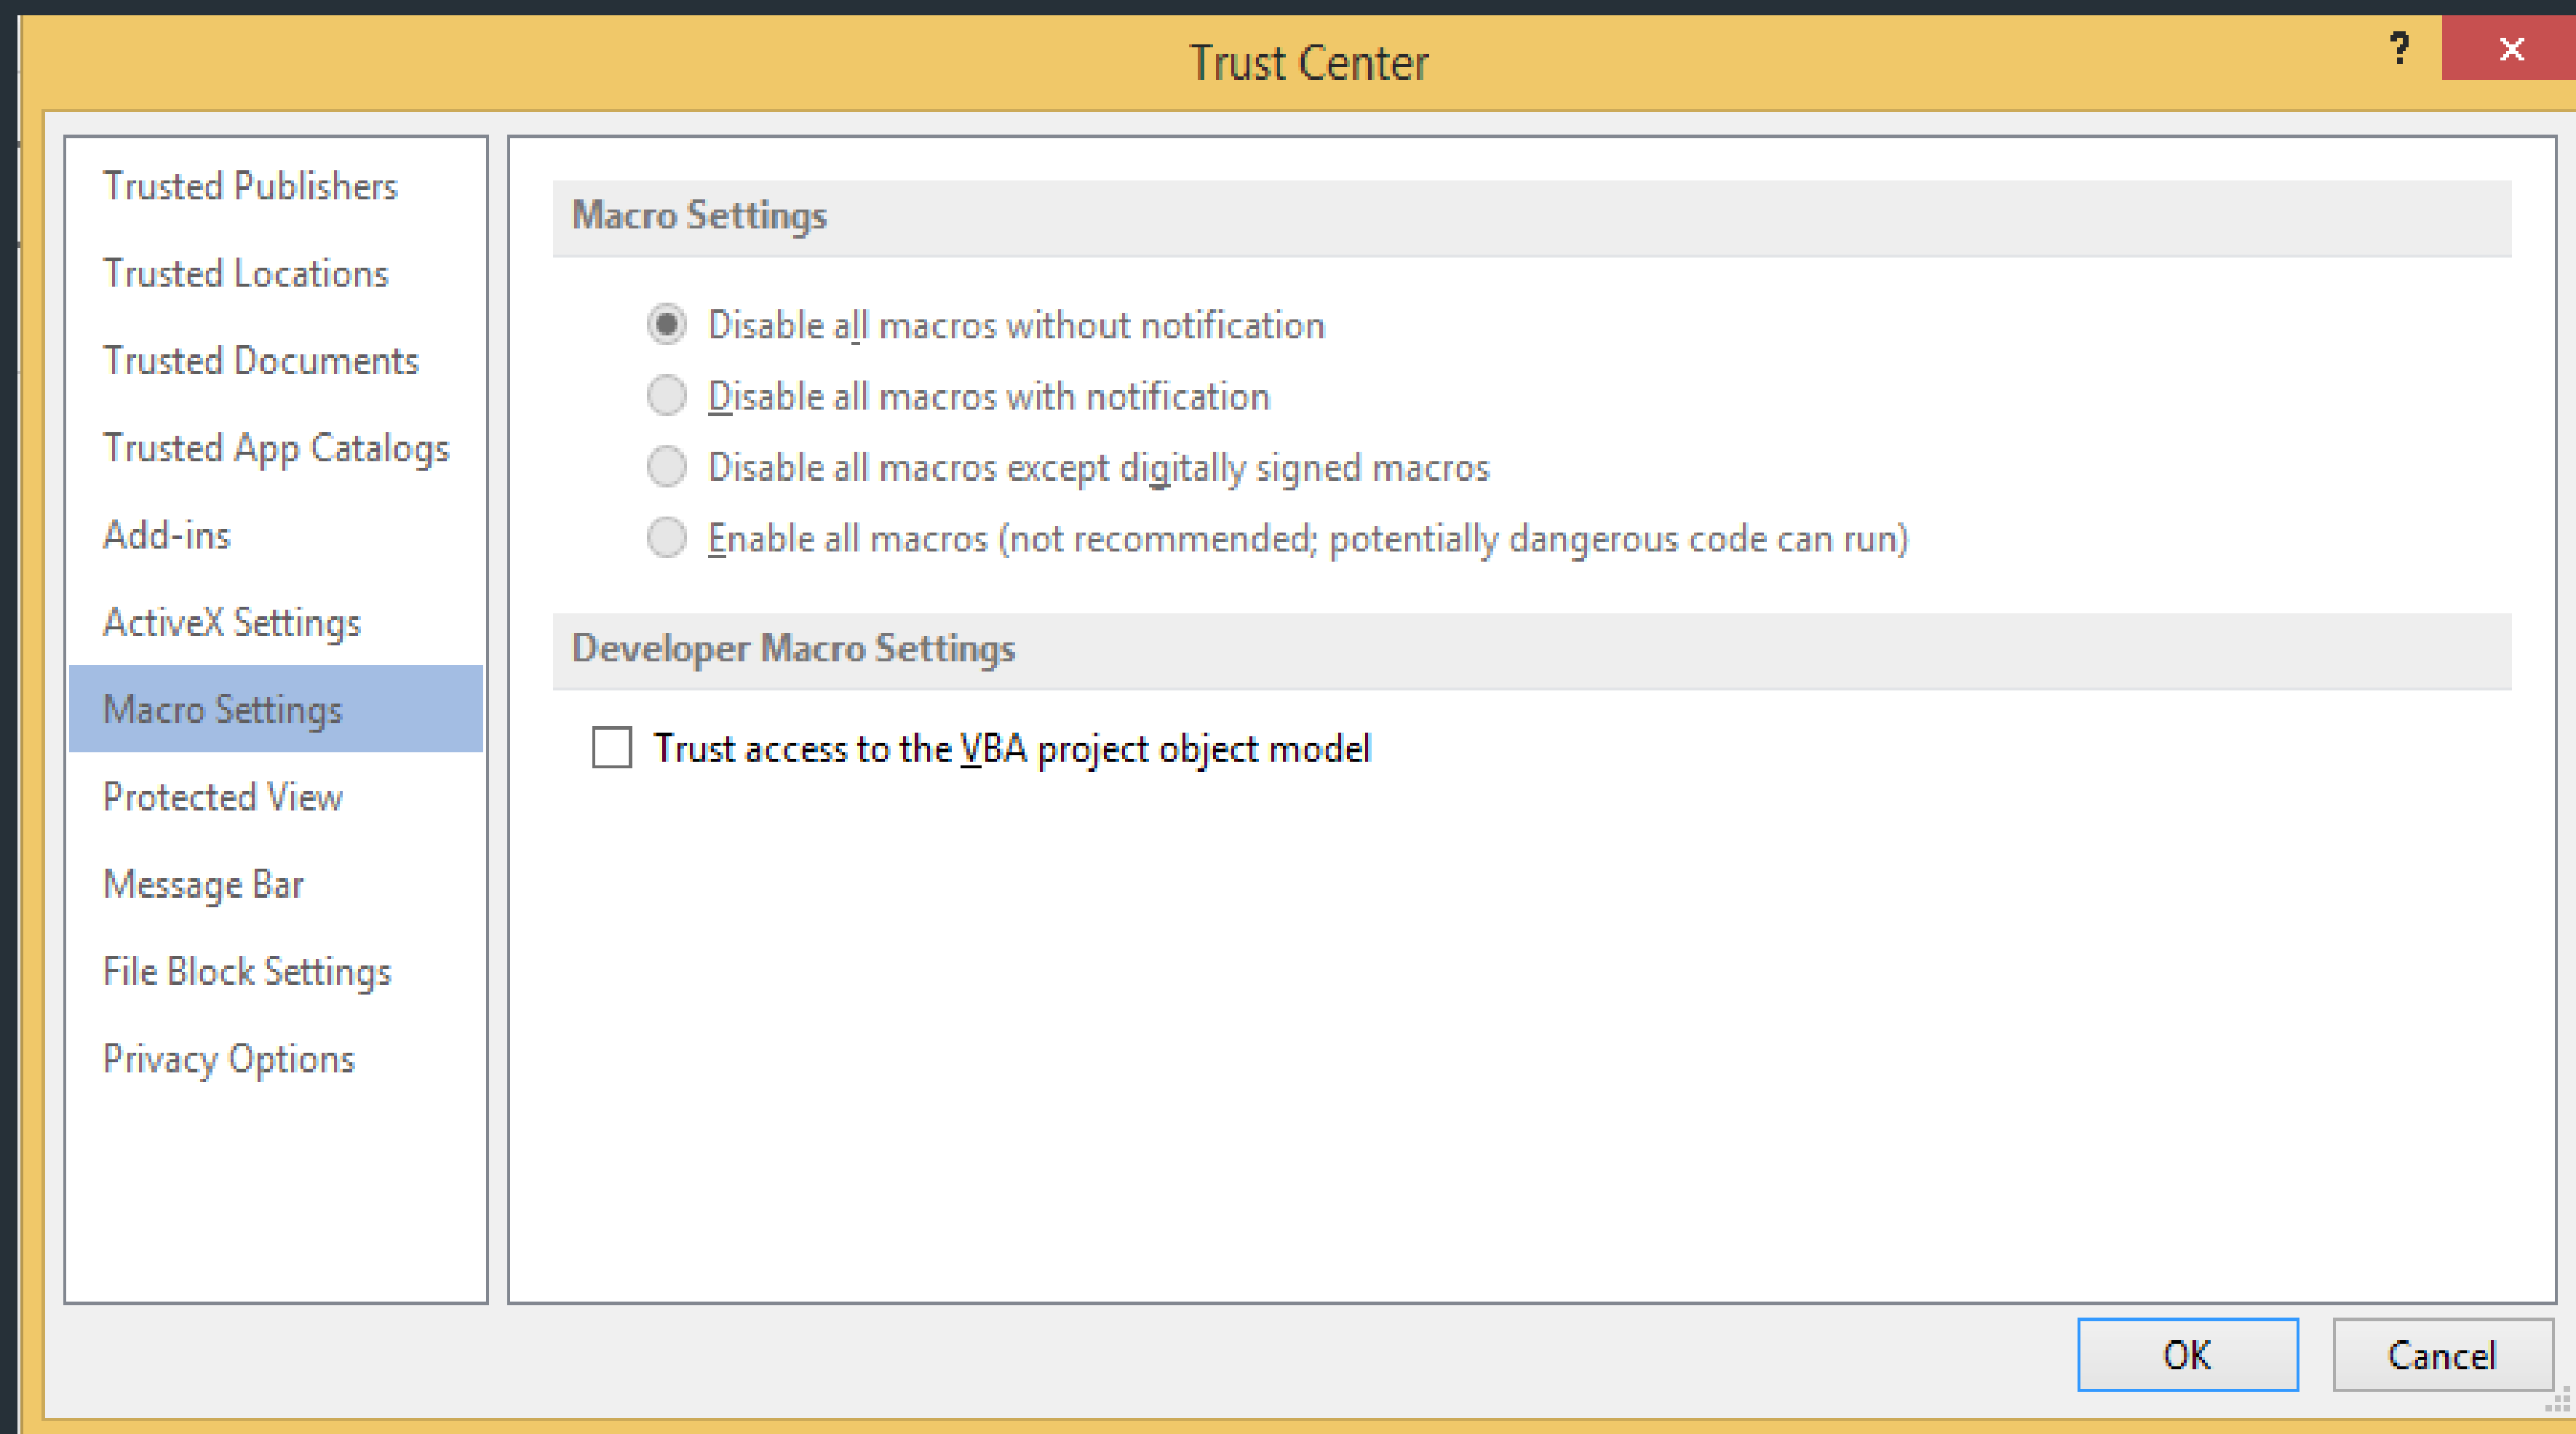 Trust Center
?
Trusted Publishers
Trusted Locations
Trusted Documents
Trusted App Catalogs
Add-ins
ActiveX Settings
Macro Settings
Protected View
Message Bar
File Block Settings
Privacy Options
Macro Settings
Disable all macros without notification
Disable all macros with notification
Disable all macros except digitally signed macros
Enable all macros (not recommended; potentially dangerous code can run)
Developer Macro Settings
Trust access to the VBA project object model
OK
Cancel